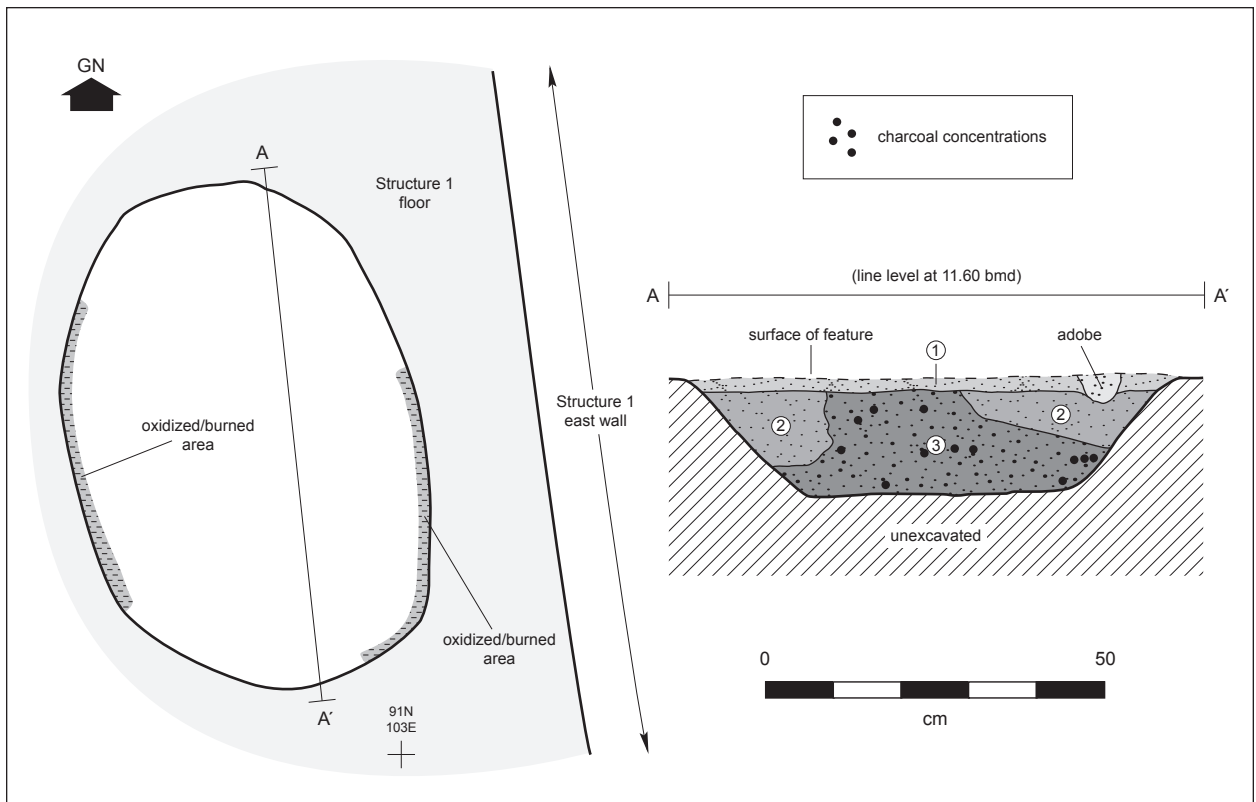 GN
A
Structure 1
floor
oxidized/burned
area
Structure 1
east wall
oxidized/burned
area
A´
91N
103E
charcoal concentrations
(line level at 11.60 bmd)
A
A´
surface of feature
1
adobe
2
2
3
unexcavated
0
50
cm